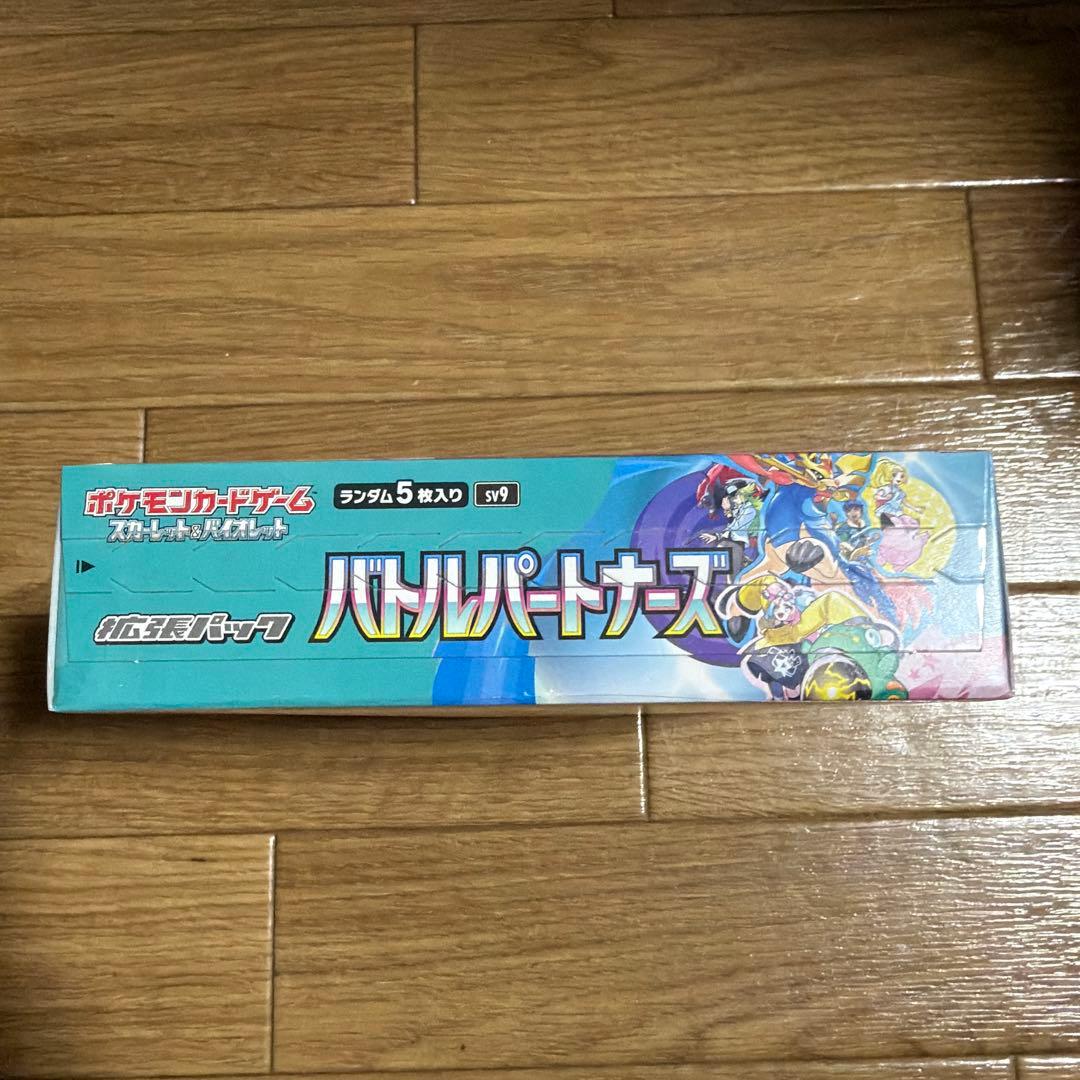 ポケモンカードゲーム
スカーレット&バイオレット
ランダム5枚入り
SV9
拡張パック
バトルパートナーズ